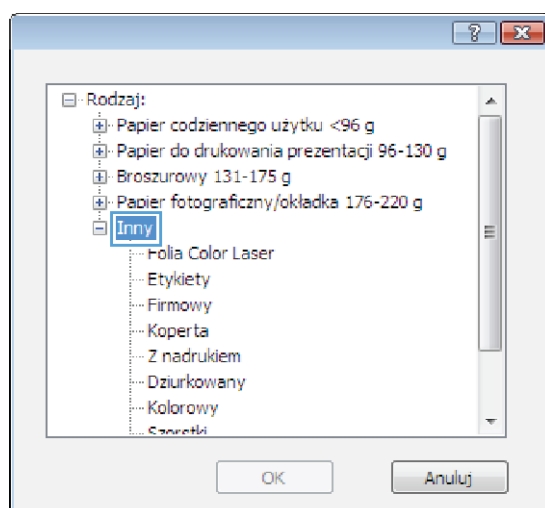 ?
Rodzaj:
Papier codziennego użytku <96 g
Papier do drukowania prezentacji 96-130 g
Broszurowy 131-175 g
Papier fotograficzny/okładka 176-220 g
Inny
Folia Color Laser
Etykiety
Firmowy
Koperta
Z nadrukiem
Dziurkowany
Kolorowy
Szorstki
OK Anuluj